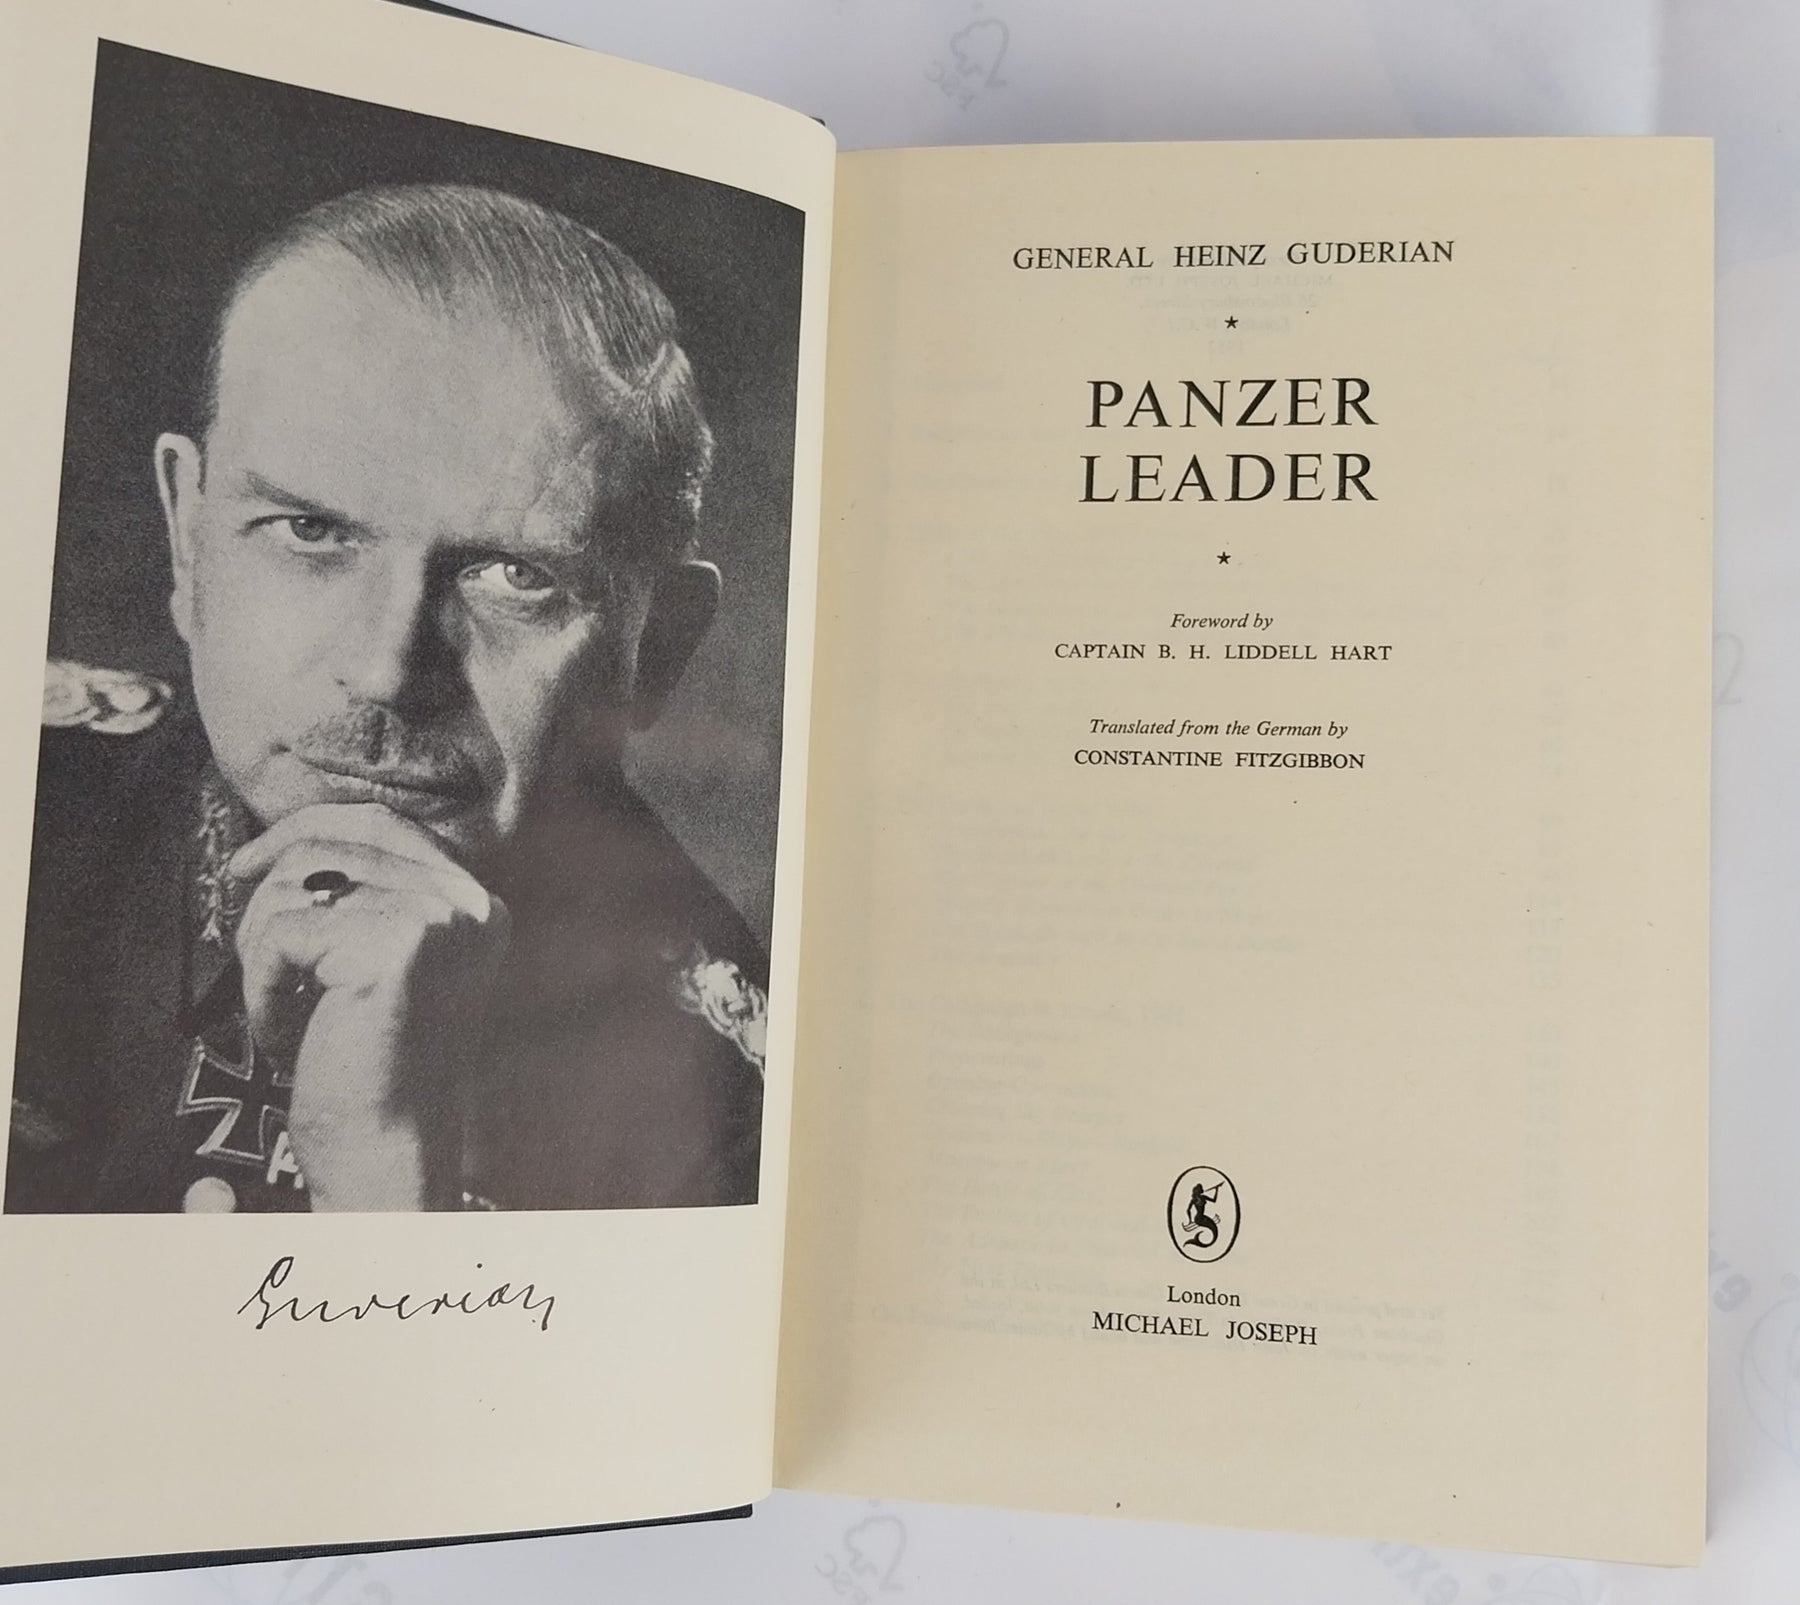 Guderian
GENERAL HEINZ GUDERIAN
PANZER
LEADER
Foreword by
CAPTAIN B. H. LIDDELL HART
Translated from the German by
CONSTANTINE FITZGIBBON
London
MICHAEL JOSEPH